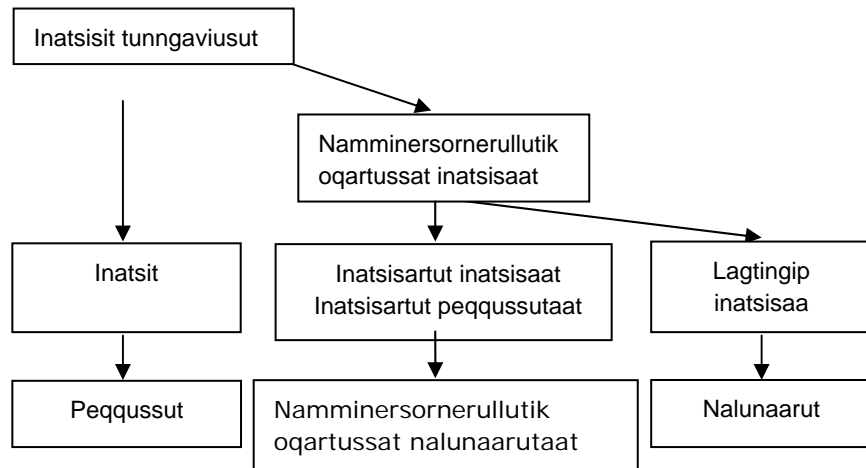 Inatsisit tunngaviusut
Namminersornerullutik
oqartussat inatsisaat
Inatsit
Inatsisartut inatsisaat
Inatsisartut peqqussutaat
Lagtingip
inatsisaa
Peqqussut
Namminersornerullutik
oqartussat nalunaarutaat
Nalunaarut